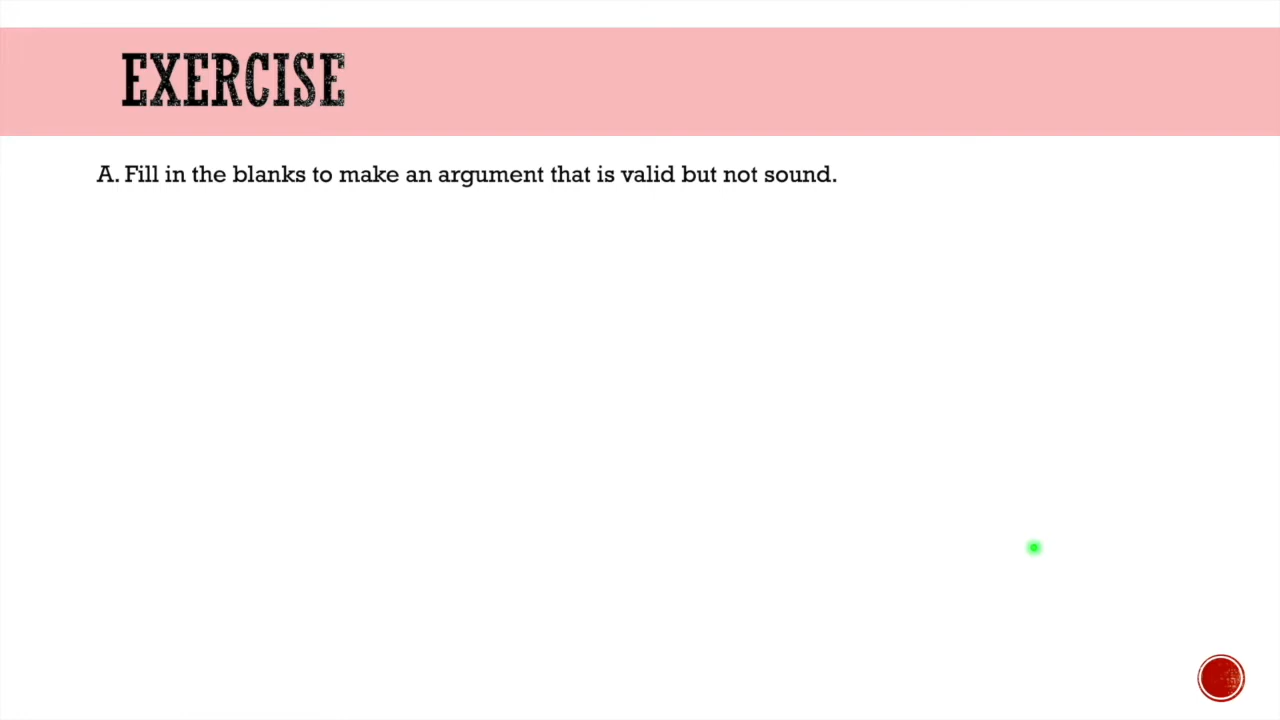 EXERCISE
A. Fill in the blanks to make an argument that is valid but not sound.